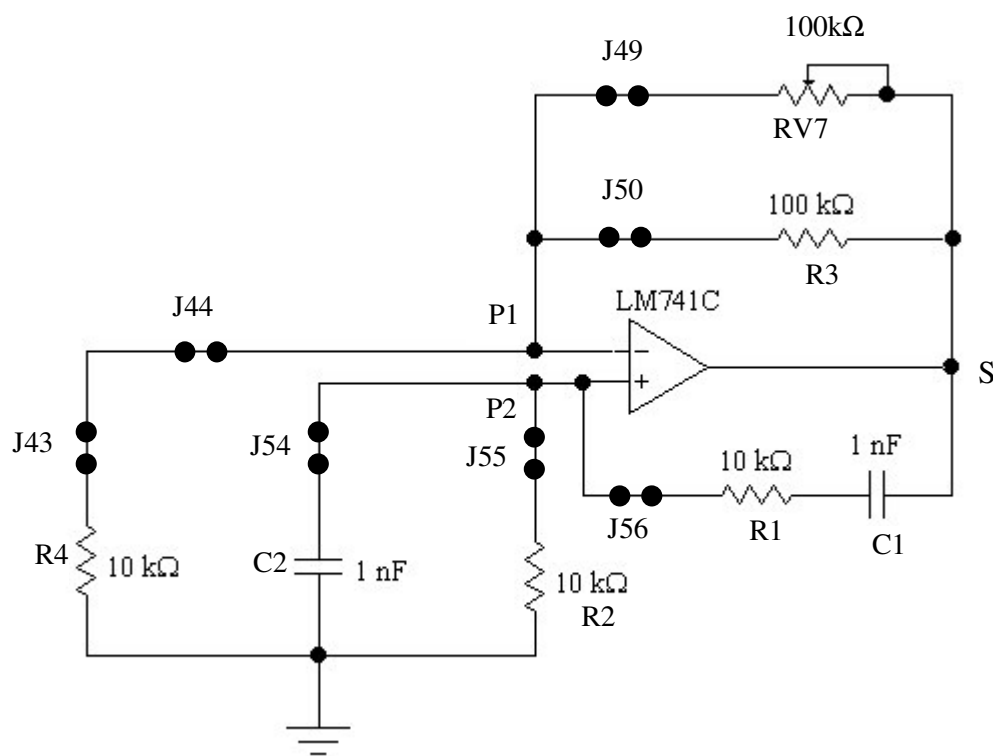 100kΩ
J49
RV7
J50
100 kΩ
R3
LM741C
J44
P1
−
+
S
P2
J43
J54
J55
10 kΩ
1 nF
J56
R1
C1
R4
10 kΩ
C2
1 nF
10 kΩ
R2